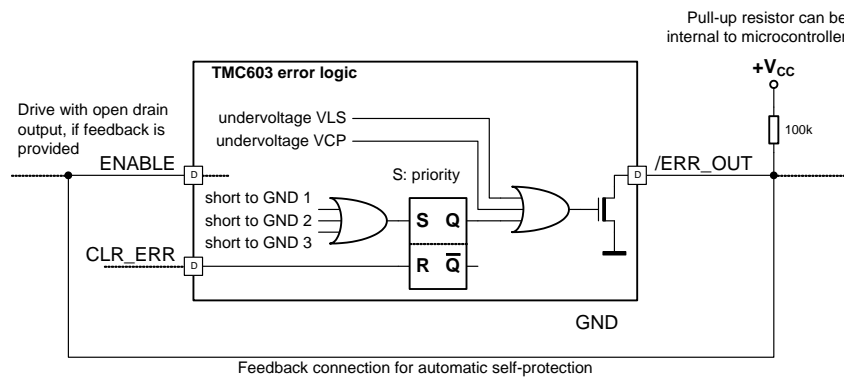 Pull-up resistor can be
internal to microcontroller
+VCC
100k
TMC603 error logic
Drive with open drain
output, if feedback is
provided
undervoltage VLS
undervoltage VCP
ENABLE
D
S: priority
D
/ERR_OUT
short to GND 1
short to GND 2
short to GND 3
S Q
CLR_ERR
D
R Q
GND
Feedback connection for automatic self-protection